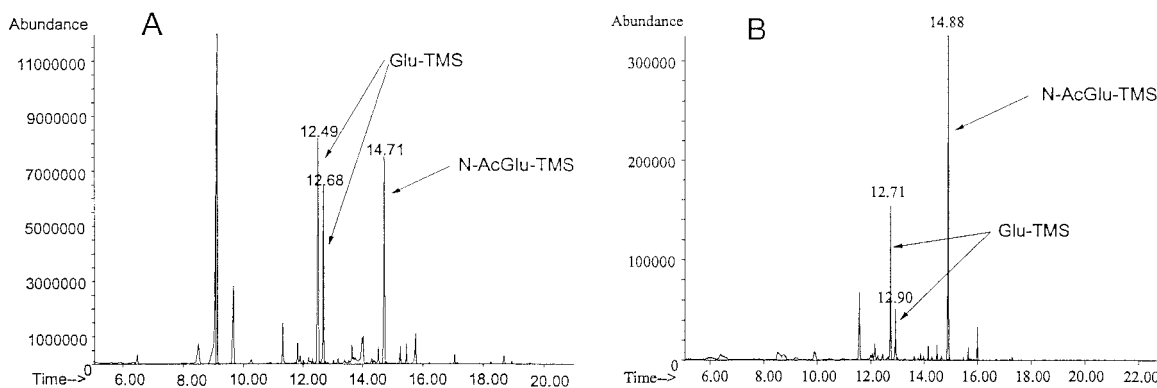 Abundance
A
11000000
9000000
7000000
5000000
3000000
1000000
0
Time-->
6.00 8.00 10.00 12.00 14.00 16.00 18.00 20.00
12.49
12.68
14.71
Glu-TMS
N-AcGlu-TMS
Abundance
B
300000
200000
100000
0
Time-->
6.00 8.00 10.00 12.00 14.00 16.00 18.00 20.00 22.00
14.88
12.71
12.90
N-AcGlu-TMS
Glu-TMS